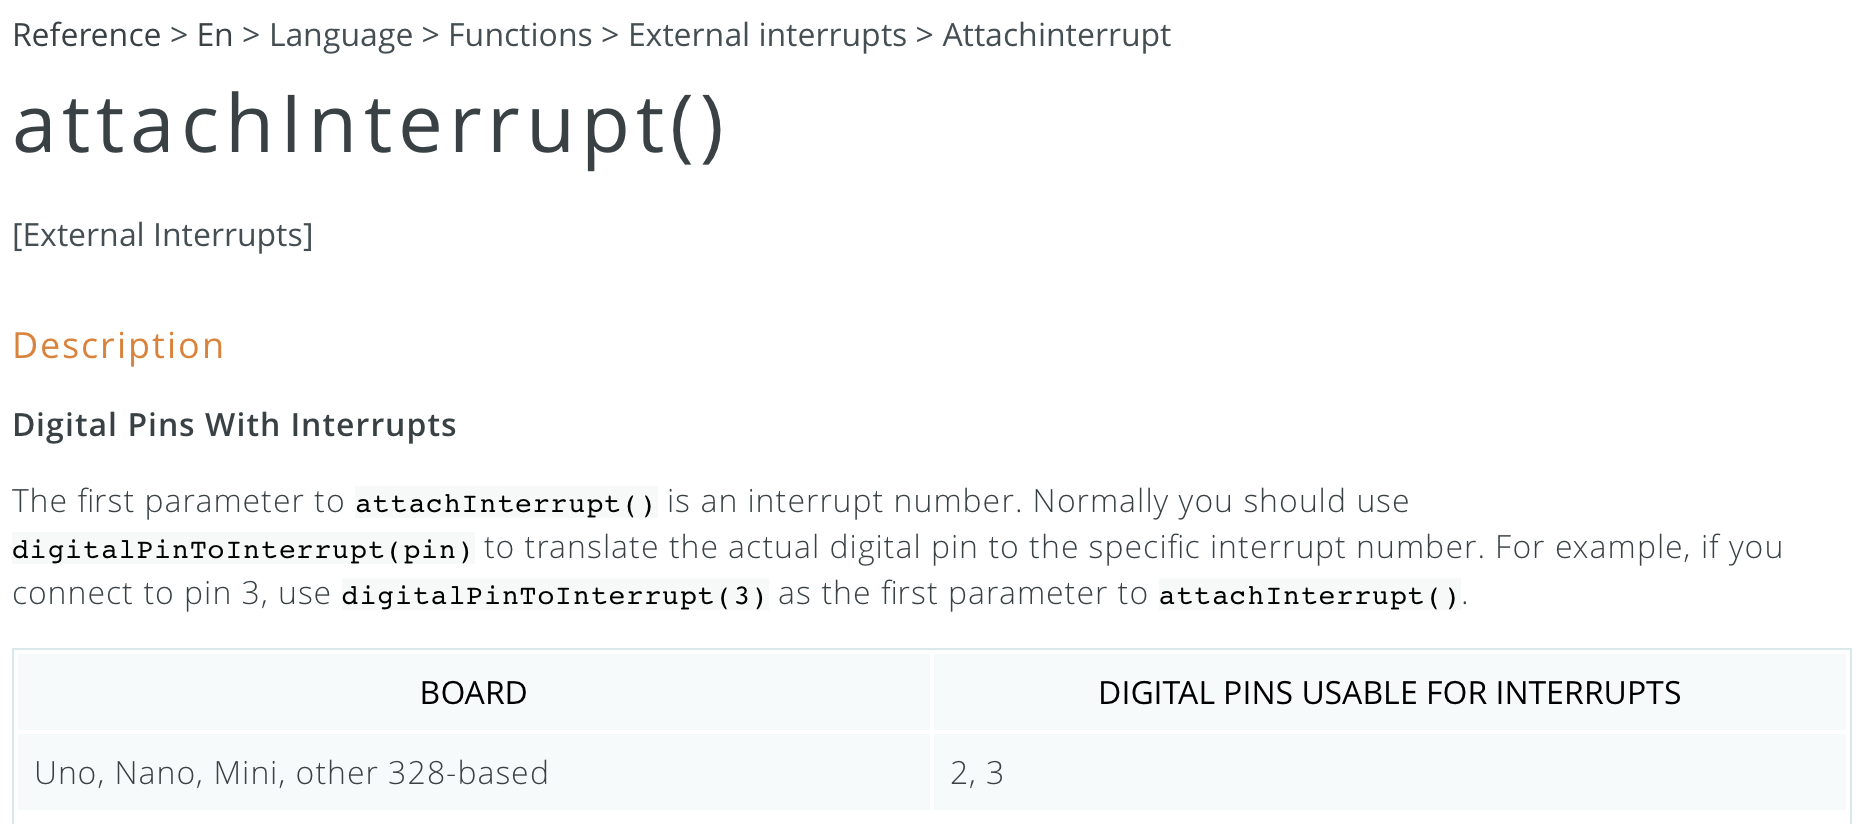 Reference > En > Language > Functions > External interrupts > Attachinterrupt
attachInterrupt()
[External Interrupts]
Description
Digital Pins With Interrupts
The first parameter to attachInterrupt() is an interrupt number. Normally you should use
digitalPinToInterrupt(pin) to translate the actual digital pin to the specific interrupt number. For example, if you
connect to pin 3, use digitalPinToInterrupt(3) as the first parameter to attachInterrupt().
BOARD DIGITAL PINS USABLE FOR INTERRUPTS
Uno, Nano, Mini, other 328-based 2, 3